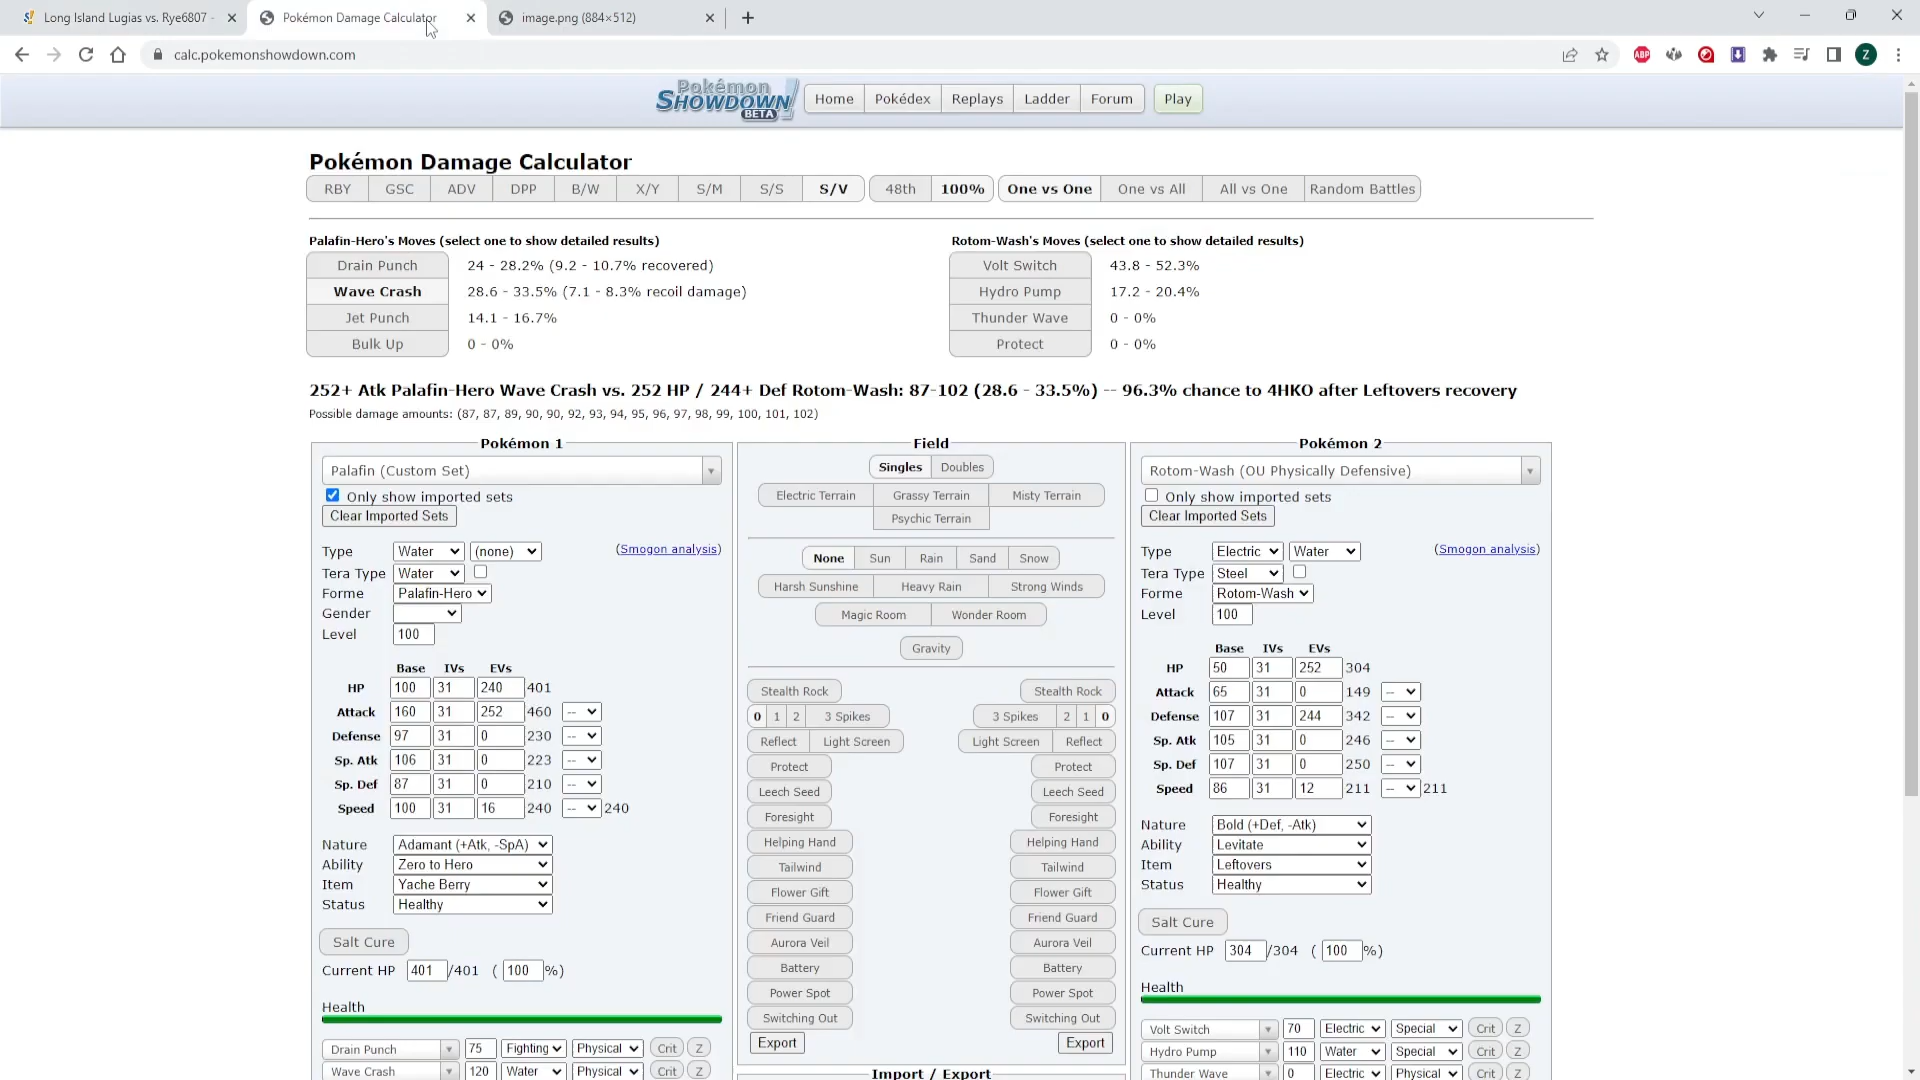 Long Island Lugias vs. Rye6807 -
Pokémon Damage Calculator
image.png (884×512)
calc.pokemonshowdown.com
ABP
Z
Pokémon
SHOWDOWN!
BETA
Home Pokédex Replays Ladder Forum Play
Pokémon Damage Calculator
RBY GSC ADV DPP B/W X/Y S/M S/S S/V 48th 100% One vs One One vs All All vs One Random Battles
Palafin-Hero's Moves (select one to show detailed results)
Drain Punch 24 - 28.2% (9.2 - 10.7% recovered)
Wave Crash 28.6 - 33.5% (7.1 - 8.3% recoil damage)
Jet Punch 14.1 - 16.7%
Bulk Up 0 - 0%
Rotom-Wash's Moves (select one to show detailed results)
Volt Switch 43.8 - 52.3%
Hydro Pump 17.2 - 20.4%
Thunder Wave 0 - 0%
Protect 0 - 0%
252+ Atk Palafin-Hero Wave Crash vs. 252 HP / 244+ Def Rotom-Wash: 87-102 (28.6 - 33.5%) -- 96.3% chance to 4HKO after Leftovers recovery
Possible damage amounts: (87, 87, 89, 90, 90, 92, 93, 94, 95, 96, 97, 98, 99, 100, 101, 102)
Pokémon 1
Palafin (Custom Set)
Only show imported sets
Clear Imported Sets
Type Water (none) (Smogon analysis)
Tera Type Water
Forme Palafin-Hero
Gender
Level 100
Base IVs EVs
HP 100 31 240 401
Attack 160 31 252 460 --
Defense 97 31 0 230 --
Sp. Atk 106 31 0 223 --
Sp. Def 87 31 0 210 --
Speed 100 31 16 240 -- 240
Nature Adamant (+Atk, -SpA)
Ability Zero to Hero
Item Yache Berry
Status Healthy
Salt Cure
Current HP 401 /401 ( 100 %)
Health
Drain Punch 75 Fighting Physical Crit Z
Wave Crash 120 Water Physical Crit Z
Field
Singles Doubles
Electric Terrain Grassy Terrain Misty Terrain
Psychic Terrain
None Sun Rain Sand Snow
Harsh Sunshine Heavy Rain Strong Winds
Magic Room Wonder Room
Gravity
Stealth Rock Stealth Rock
0 1 2 3 Spikes 3 Spikes 2 1 0
Reflect Light Screen Light Screen Reflect
Protect Protect
Leech Seed Leech Seed
Foresight Foresight
Helping Hand Helping Hand
Tailwind Tailwind
Flower Gift Flower Gift
Friend Guard Friend Guard
Aurora Veil Aurora Veil
Battery Battery
Power Spot Power Spot
Switching Out Switching Out
Export Export
Import / Export
Pokémon 2
Rotom-Wash (OU Physically Defensive)
Only show imported sets
Clear Imported Sets
Type Electric Water (Smogon analysis)
Tera Type Steel
Forme Rotom-Wash
Level 100
Base IVs EVs
HP 50 31 252 304
Attack 65 31 0 149 --
Defense 107 31 244 342 --
Sp. Atk 105 31 0 246 --
Sp. Def 107 31 0 250 --
Speed 86 31 12 211 -- 211
Nature Bold (+Def, -Atk)
Ability Levitate
Item Leftovers
Status Healthy
Salt Cure
Current HP 304 /304 ( 100 %)
Health
Volt Switch 70 Electric Special Crit Z
Hydro Pump 110 Water Special Crit Z
Thunder Wave 0 Electric Physical Crit Z